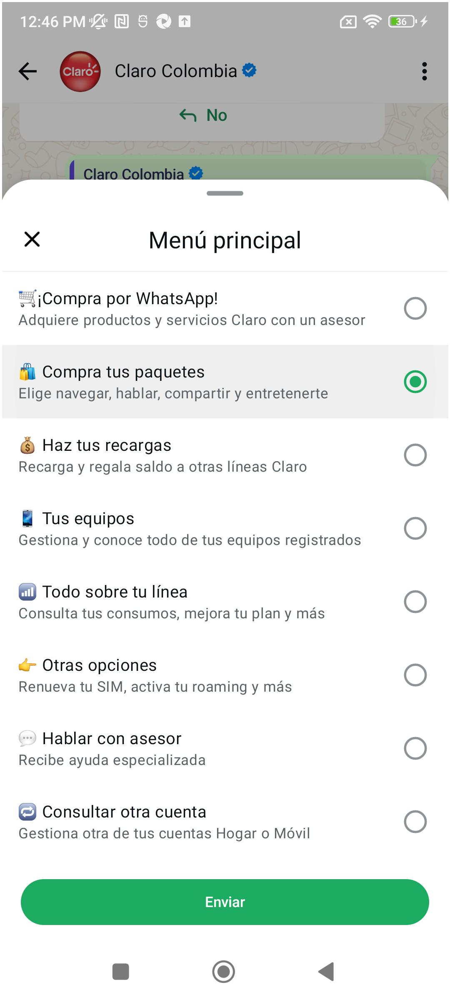 12:46 PM
36
Claro
Claro Colombia
No
Claro Colombia
Menú principal
¡Compra por WhatsApp!
Adquiere productos y servicios Claro con un asesor
Compra tus paquetes
Elige navegar, hablar, compartir y entretenerte
Haz tus recargas
Recarga y regala saldo a otras líneas Claro
Tus equipos
Gestiona y conoce todo de tus equipos registrados
Todo sobre tu línea
Consulta tus consumos, mejora tu plan y más
Otras opciones
Renueva tu SIM, activa tu roaming y más
Hablar con asesor
Recibe ayuda especializada
Consultar otra cuenta
Gestiona otra de tus cuentas Hogar o Móvil
Enviar